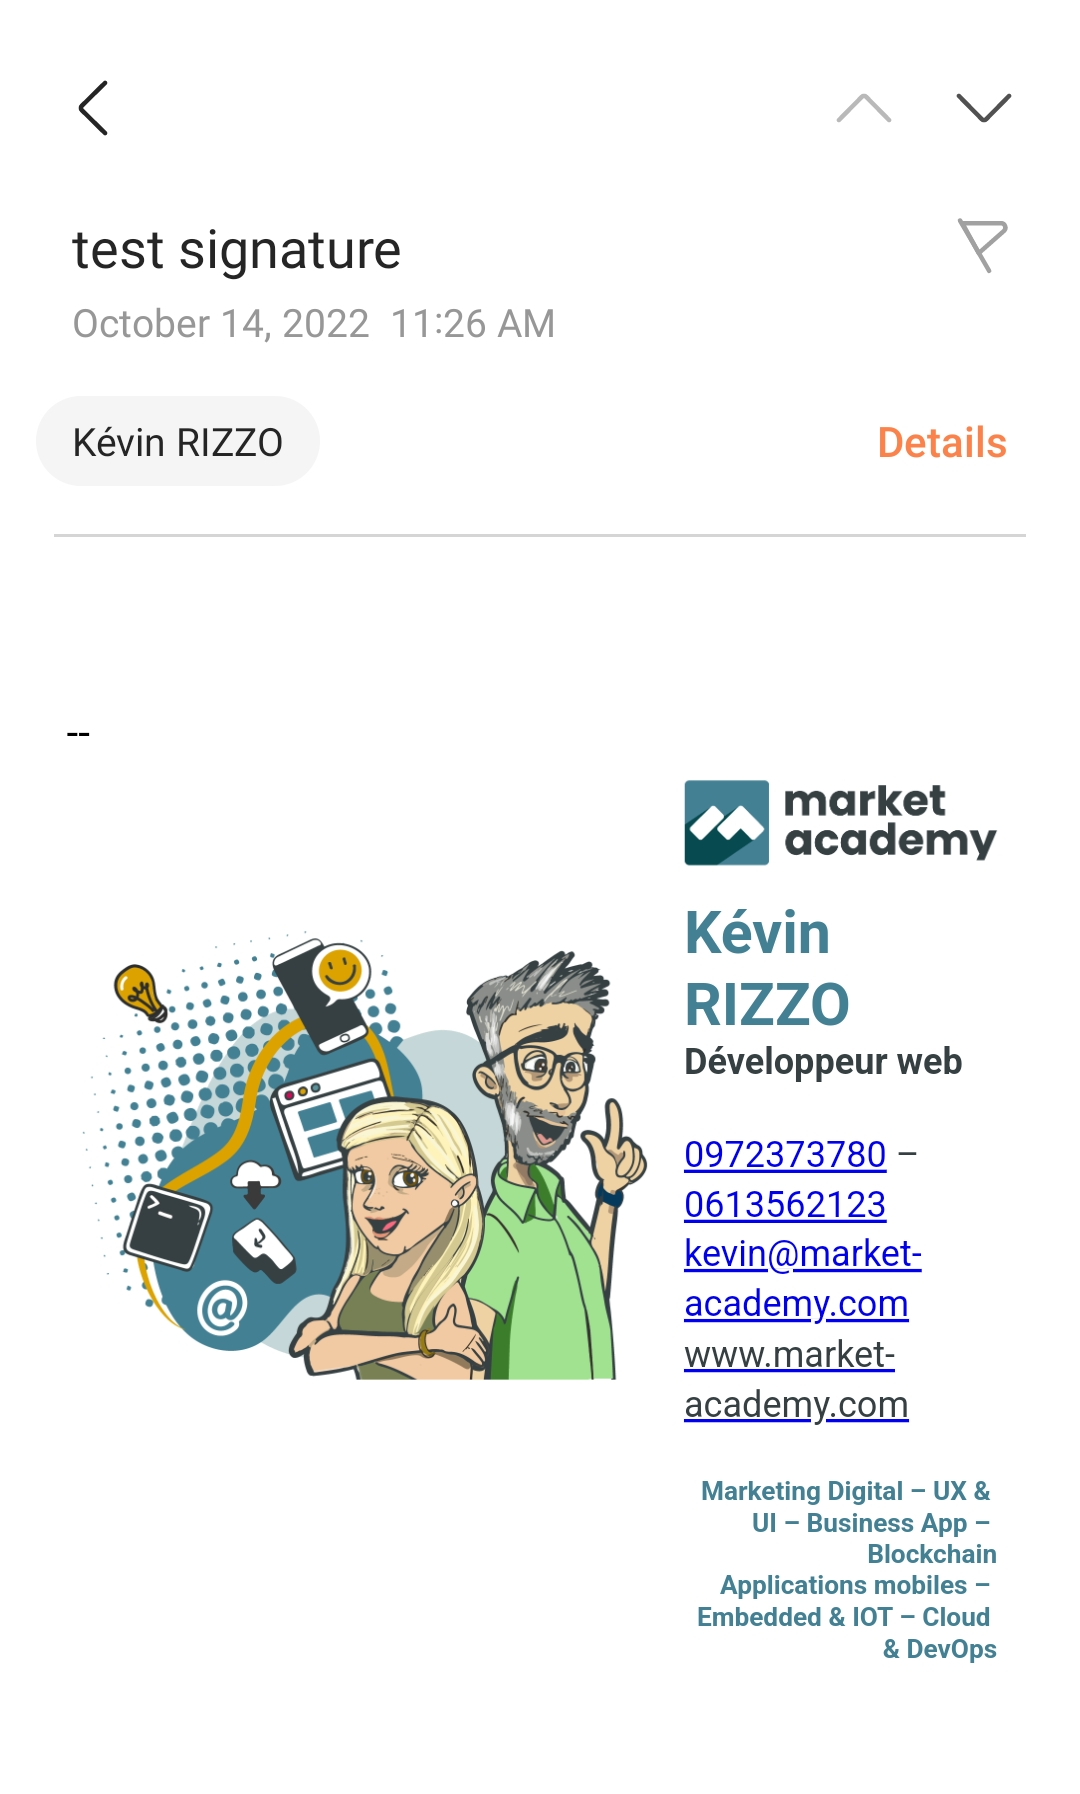 test signature
October 14, 2022  11:26 AM
Kévin RIZZO
Details
--
market
academy
Kévin
RIZZO
Développeur web
0972373780 –
0613562123
kevin@market-
academy.com
www.market-
academy.com
Marketing Digital – UX &
UI – Business App –
Blockchain
Applications mobiles –
Embedded & IOT – Cloud
& DevOps